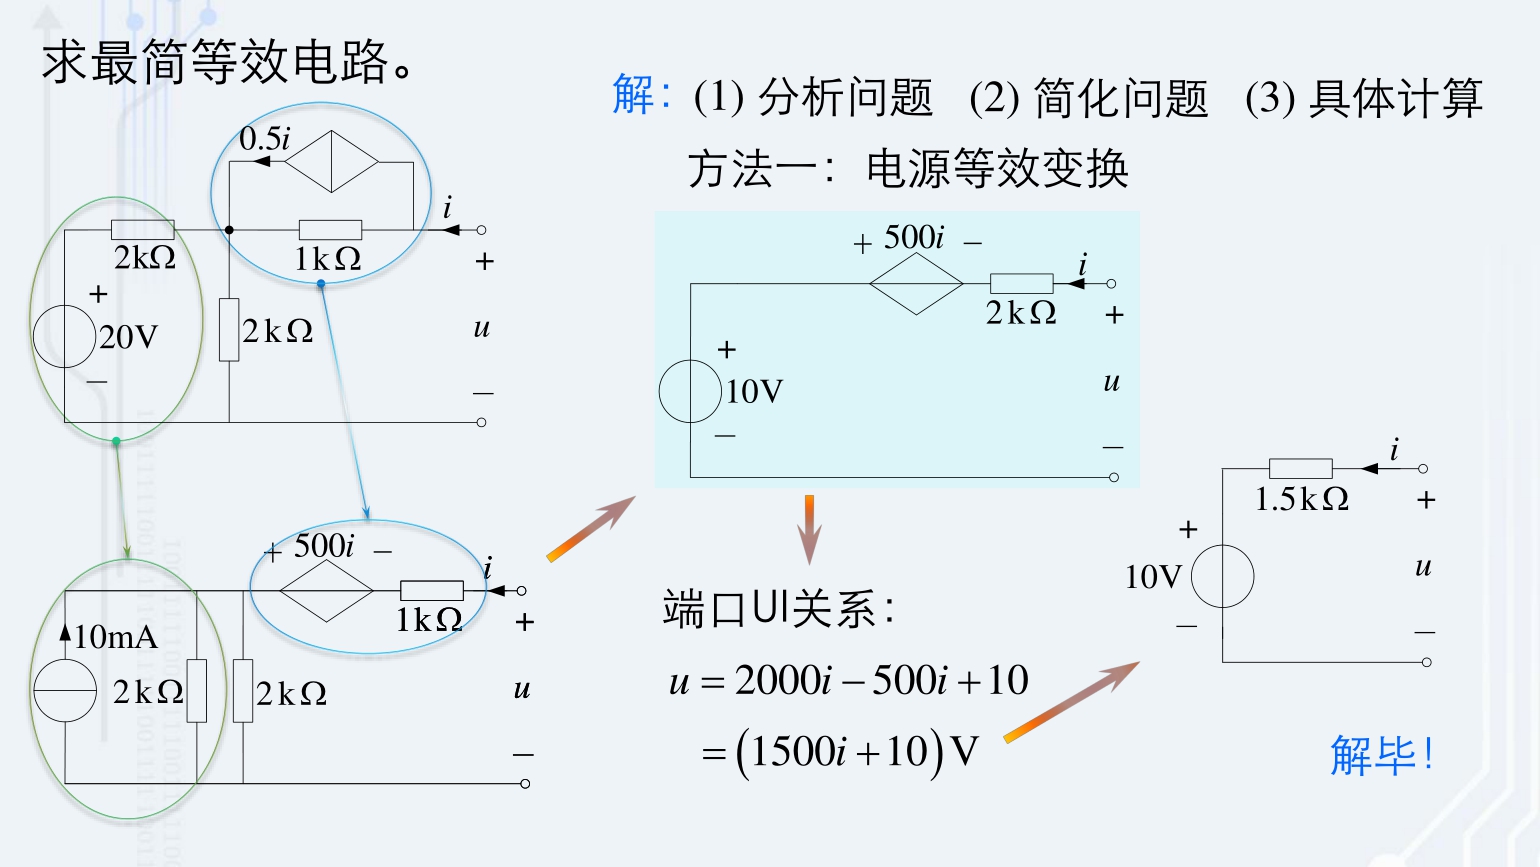 求最简等效电路。
解：(1) 分析问题 (2) 简化问题 (3) 具体计算
方法一：电源等效变换
0.5i
i
2kΩ
1kΩ
+
+
20V
2kΩ
u
−
−
+ 500i −
i
2kΩ
+
+
10V
u
−
−
+ 500i −
i
1kΩ
+
10mA
2kΩ
2kΩ
u
−
端口UI关系：
u = 2000i − 500i + 10
= (1500i + 10) V
i
1.5kΩ
+
+
10V
u
−
−
解毕！